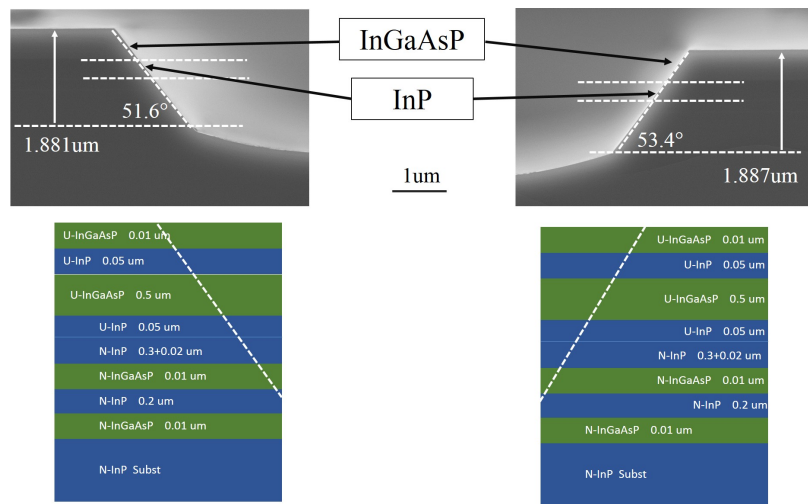 InGaAsP
InP
51.6°
1.881um
53.4°
1.887um
1um
U-InGaAsP 0.01 um
U-InP 0.05 um
U-InGaAsP 0.5 um
U-InP 0.05 um
N-InP 0.3+0.02 um
N-InGaAsP 0.01 um
N-InP 0.2 um
N-InGaAsP 0.01 um
N-InP Subst
U-InGaAsP 0.01 um
U-InP 0.05 um
U-InGaAsP 0.5 um
U-InP 0.05 um
N-InP 0.3+0.02 um
N-InGaAsP 0.01 um
N-InP 0.2 um
N-InGaAsP 0.01 um
N-InP Subst